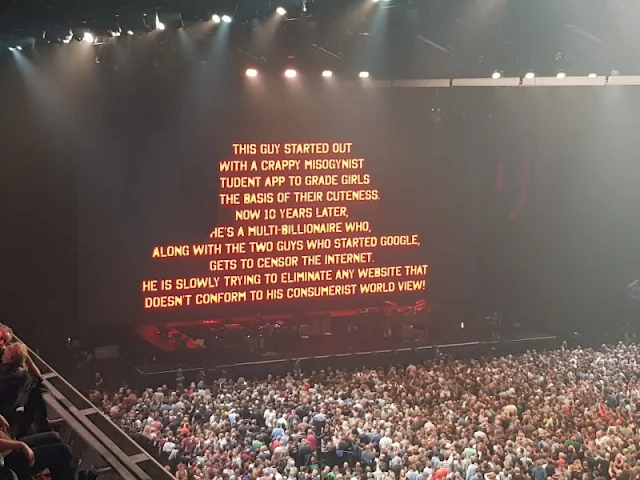 THIS GUY STARTED OUT
WITH A CRAPPY MISOGYNIST
TUDENT APP TO GRADE GIRLS
THE BASIS OF THEIR CUTENESS.
NOW 10 YEARS LATER,
HE'S A MULTI-BILLIONAIRE WHO,
ALONG WITH THE TWO GUYS WHO STARTED GOOGLE,
GETS TO CENSOR THE INTERNET.
HE IS SLOWLY TRYING TO ELIMINATE ANY WEBSITE THAT
DOESN'T CONFORM TO HIS CONSUMERIST WORLD VIEW!